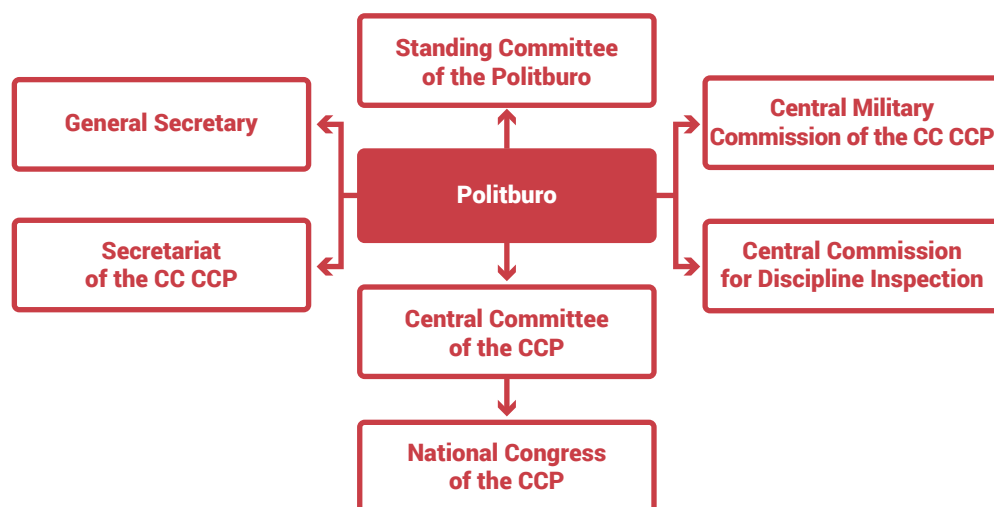 Standing Committee
of the Politburo
General Secretary
Central Military
Commission of the CC CCP
Politburo
Secretariat
of the CC CCP
Central Commission
for Discipline Inspection
Central Committee
of the CCP
National Congress
of the CCP